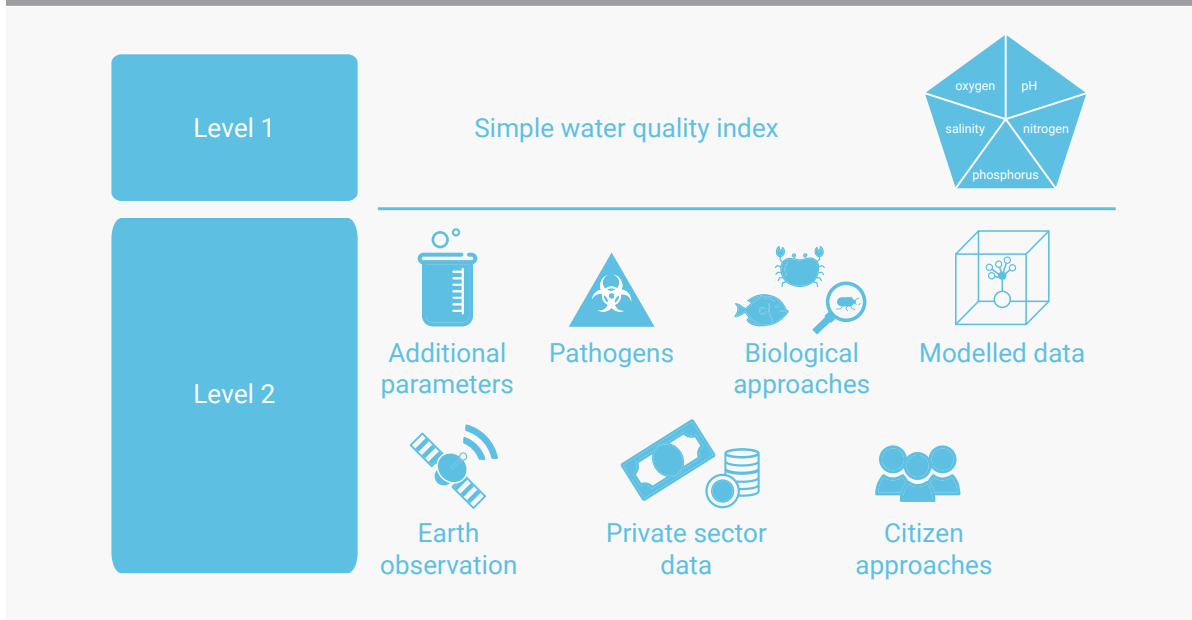 Level 1
Simple water quality index
oxygen
pH
salinity
nitrogen
phosphorus
Level 2
Additional
parameters
Pathogens
Biological
approaches
Modelled data
Earth
observation
Private sector
data
Citizen
approaches